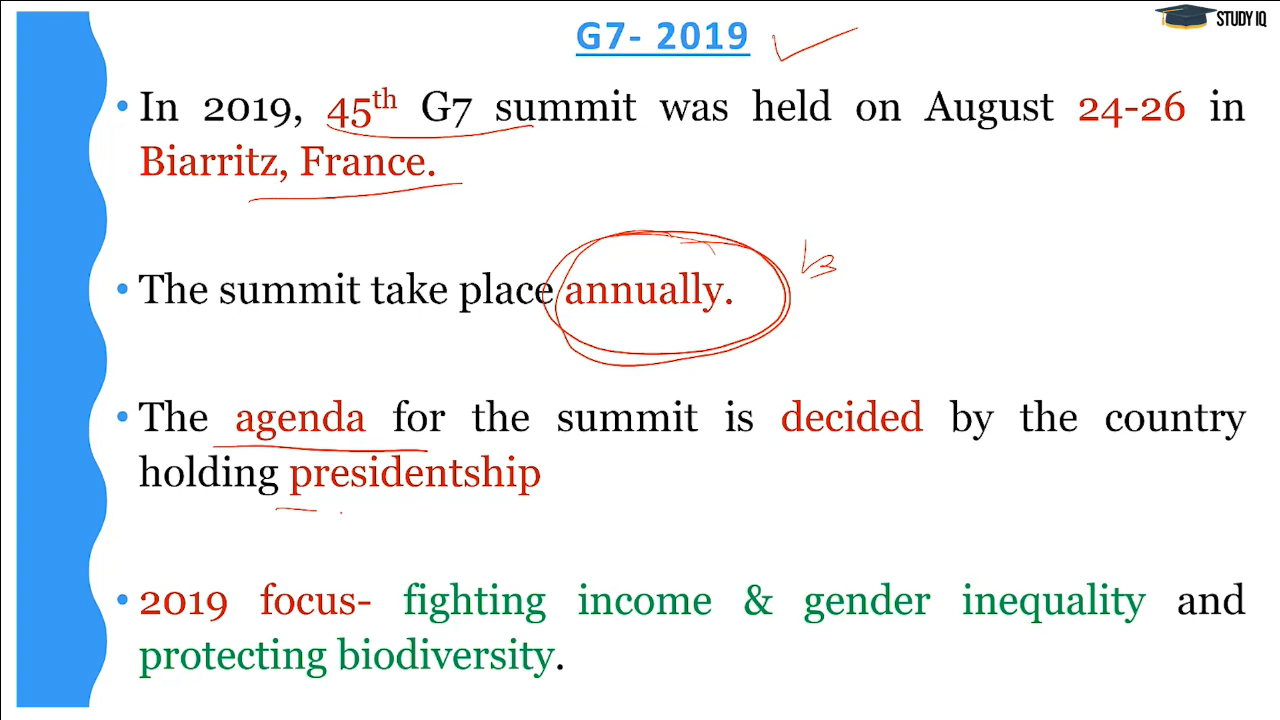 STUDY IQ
G7- 2019
• In 2019, 45th G7 summit was held on August 24-26 in
Biarritz, France.
• The summit take place annually.
• The agenda for the summit is decided by the country
holding presidentship
• 2019 focus- fighting income & gender inequality and
protecting biodiversity.